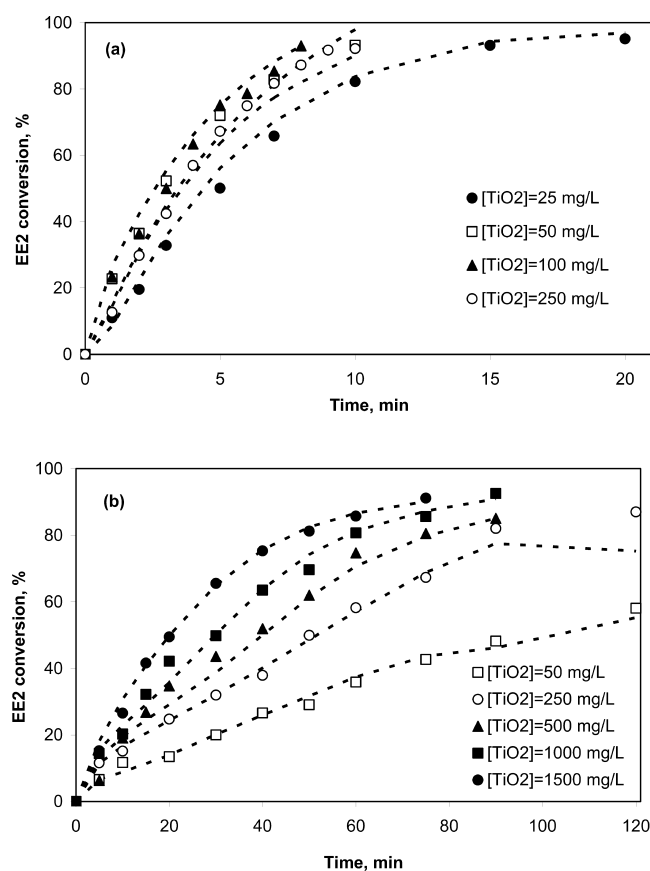 (a)
EE2 conversion, %
100
80
60
40
20
0
[TiO2]=25 mg/L
[TiO2]=50 mg/L
[TiO2]=100 mg/L
[TiO2]=250 mg/L
0 5 10 15 20
Time, min
(b)
EE2 conversion, %
100
80
60
40
20
0
[TiO2]=50 mg/L
[TiO2]=250 mg/L
[TiO2]=500 mg/L
[TiO2]=1000 mg/L
[TiO2]=1500 mg/L
0 20 40 60 80 100 120
Time, min